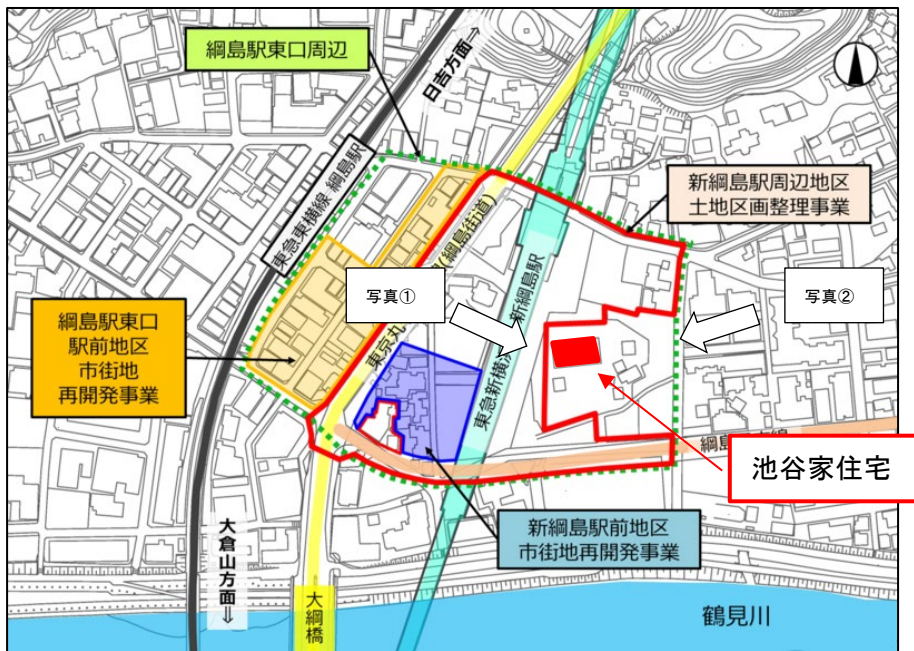 綱島駅東口周辺
日吉方面⇒
新綱島駅周辺地区
土地区画整理事業
東急東横線 綱島駅
写真①
写真②
(綱島街道)
東京丸
新綱島駅
東急新横浜
綱島駅東口
駅前地区
市街地
再開発事業
綱島
池谷家住宅
新綱島駅前地区
市街地再開発事業
大倉山方面⇒
大綱橋
鶴見川